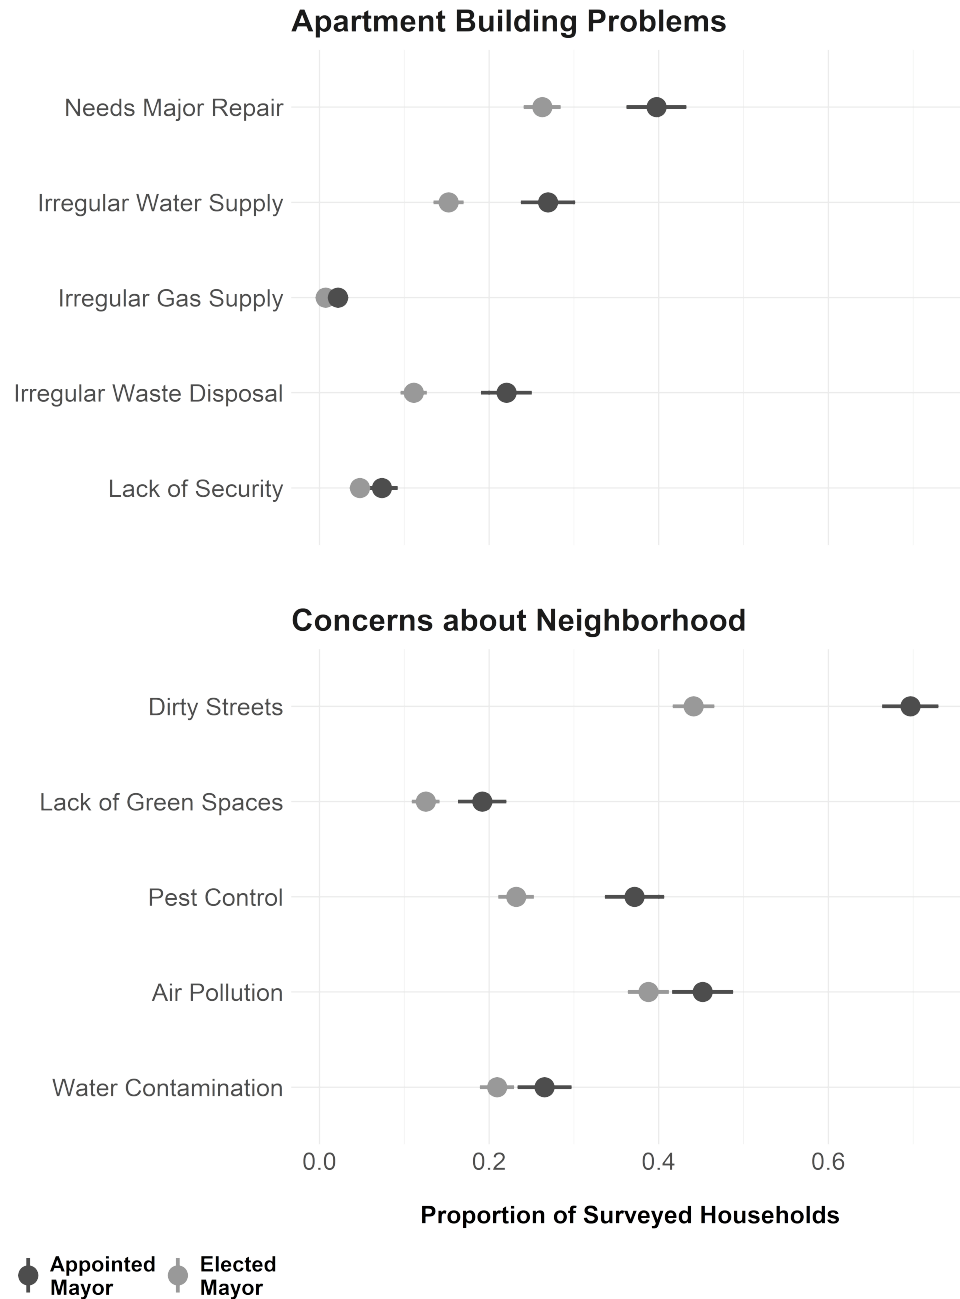 Apartment Building Problems
Needs Major Repair
Irregular Water Supply
Irregular Gas Supply
Irregular Waste Disposal
Lack of Security
Concerns about Neighborhood
Dirty Streets
Lack of Green Spaces
Pest Control
Air Pollution
Water Contamination
0.0 0.2 0.4 0.6
Proportion of Surveyed Households
Appointed Mayor
Elected Mayor